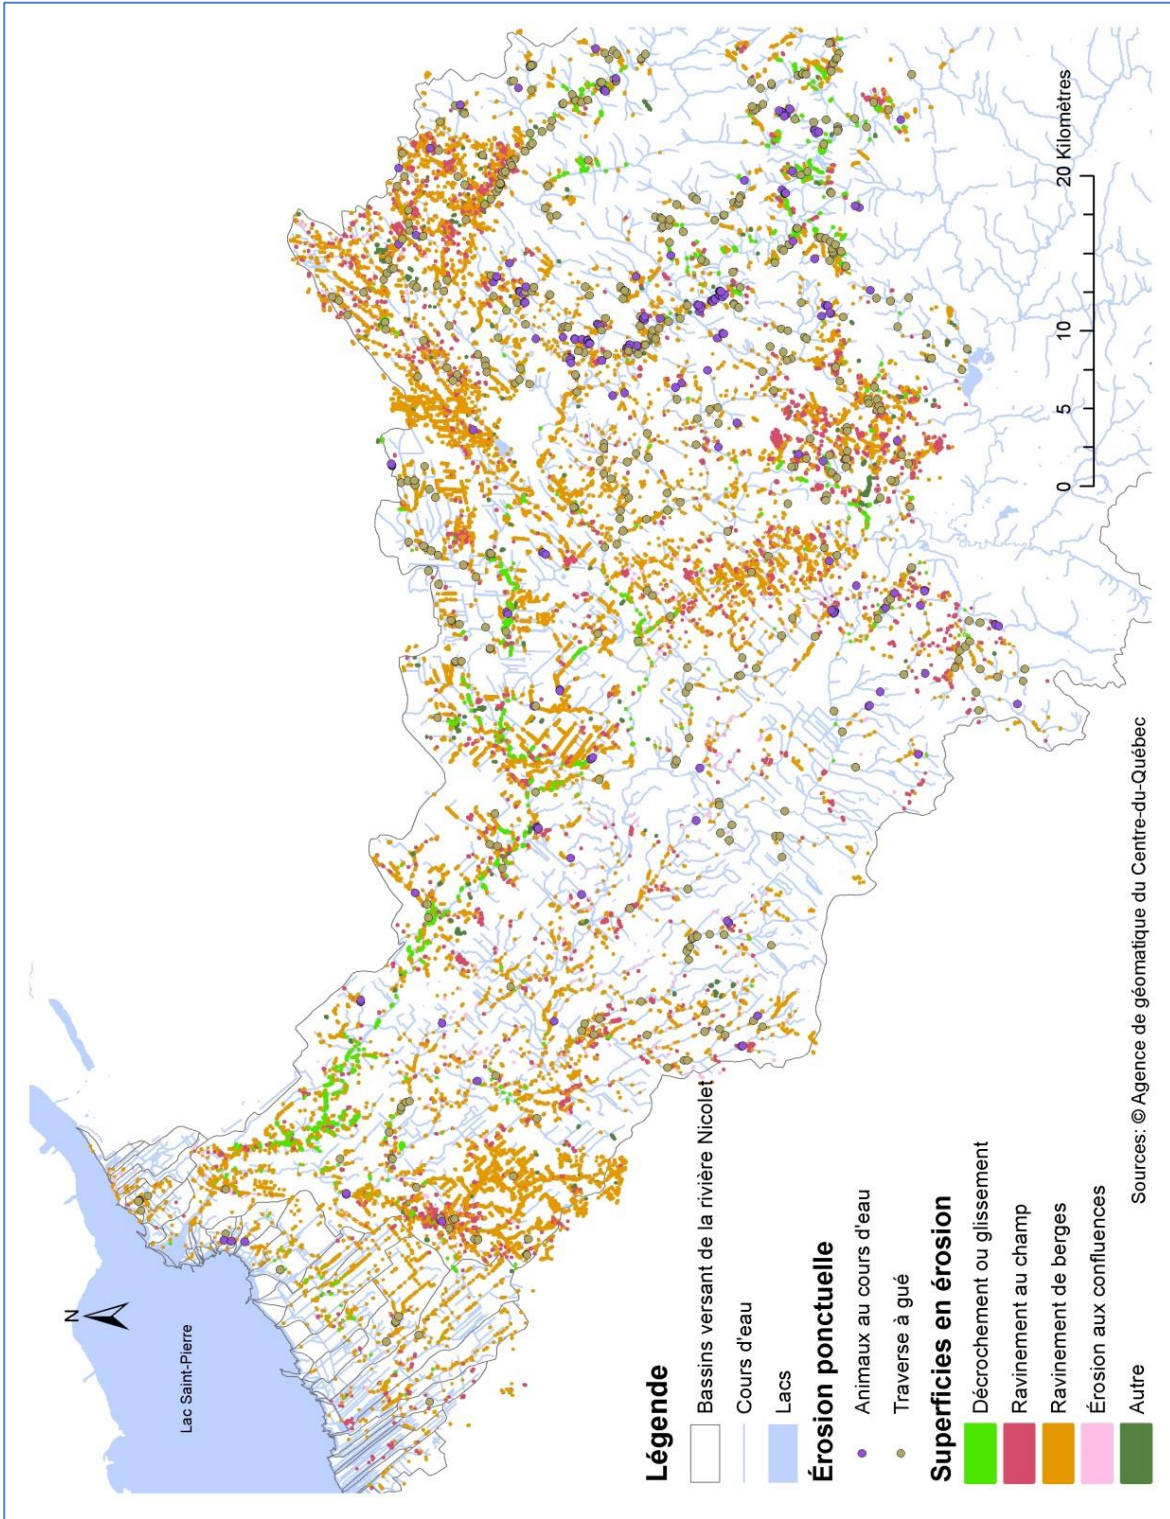 N
Lac Saint-Pierre
Légende
Bassins versant de la rivière Nicolet
Cours d'eau
Lacs
Érosion ponctuelle
Animaux au cours d'eau
Traverse à gué
Superficies en érosion
Décrochement ou glissement
Ravinement au champ
Ravinement de berges
Érosion aux confluences
Autre
Sources: © Agence de géomatique du Centre-du-Québec
0 5 10 20 Kilomètres